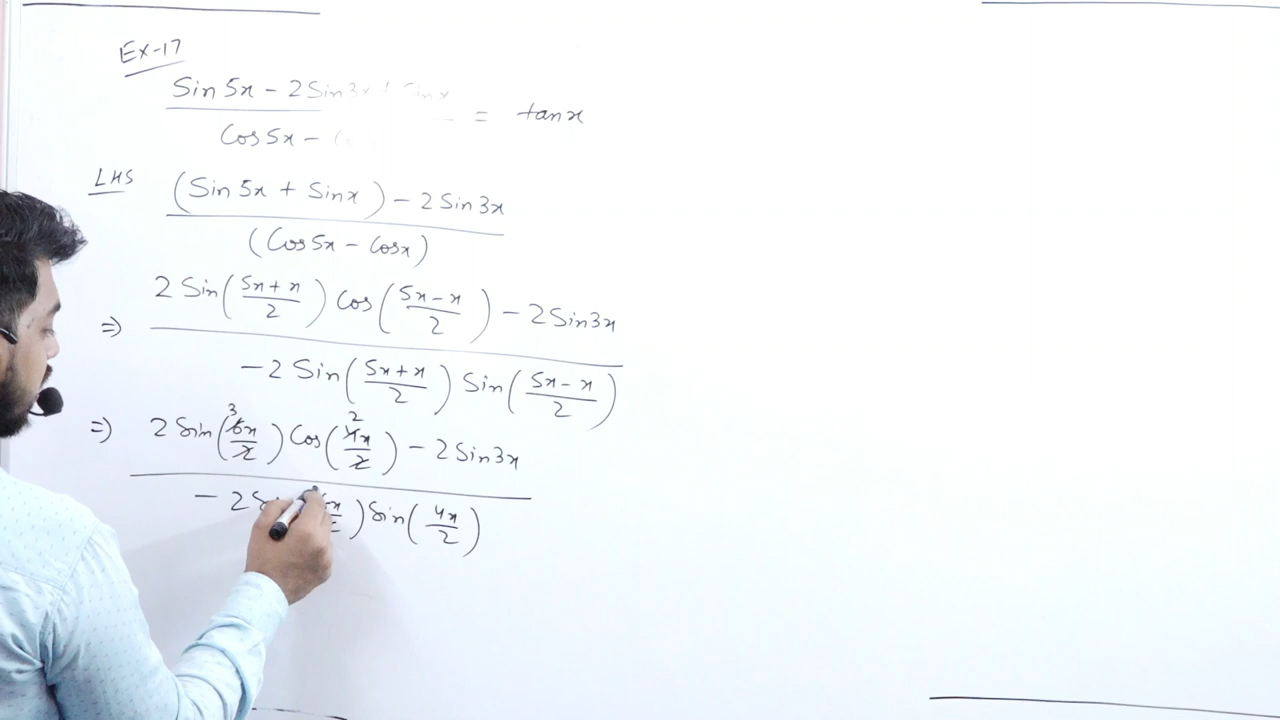 Ex-17
Sin 5x - 2 Sin 3x + Sin x
Cos 5x -
= tan x
LHS
(Sin 5x + Sin x) - 2 Sin 3x
(Cos 5x - Cos x)
2 Sin(5x + x / 2) Cos(5x - x / 2) - 2 Sin 3x
⇒
-2 Sin(5x + x / 2) Sin(5x - x / 2)
3 2
⇒ 2 Sin(6x / 2) Cos(4x / 2) - 2 Sin 3x
- 2 Sin(4x / 2)